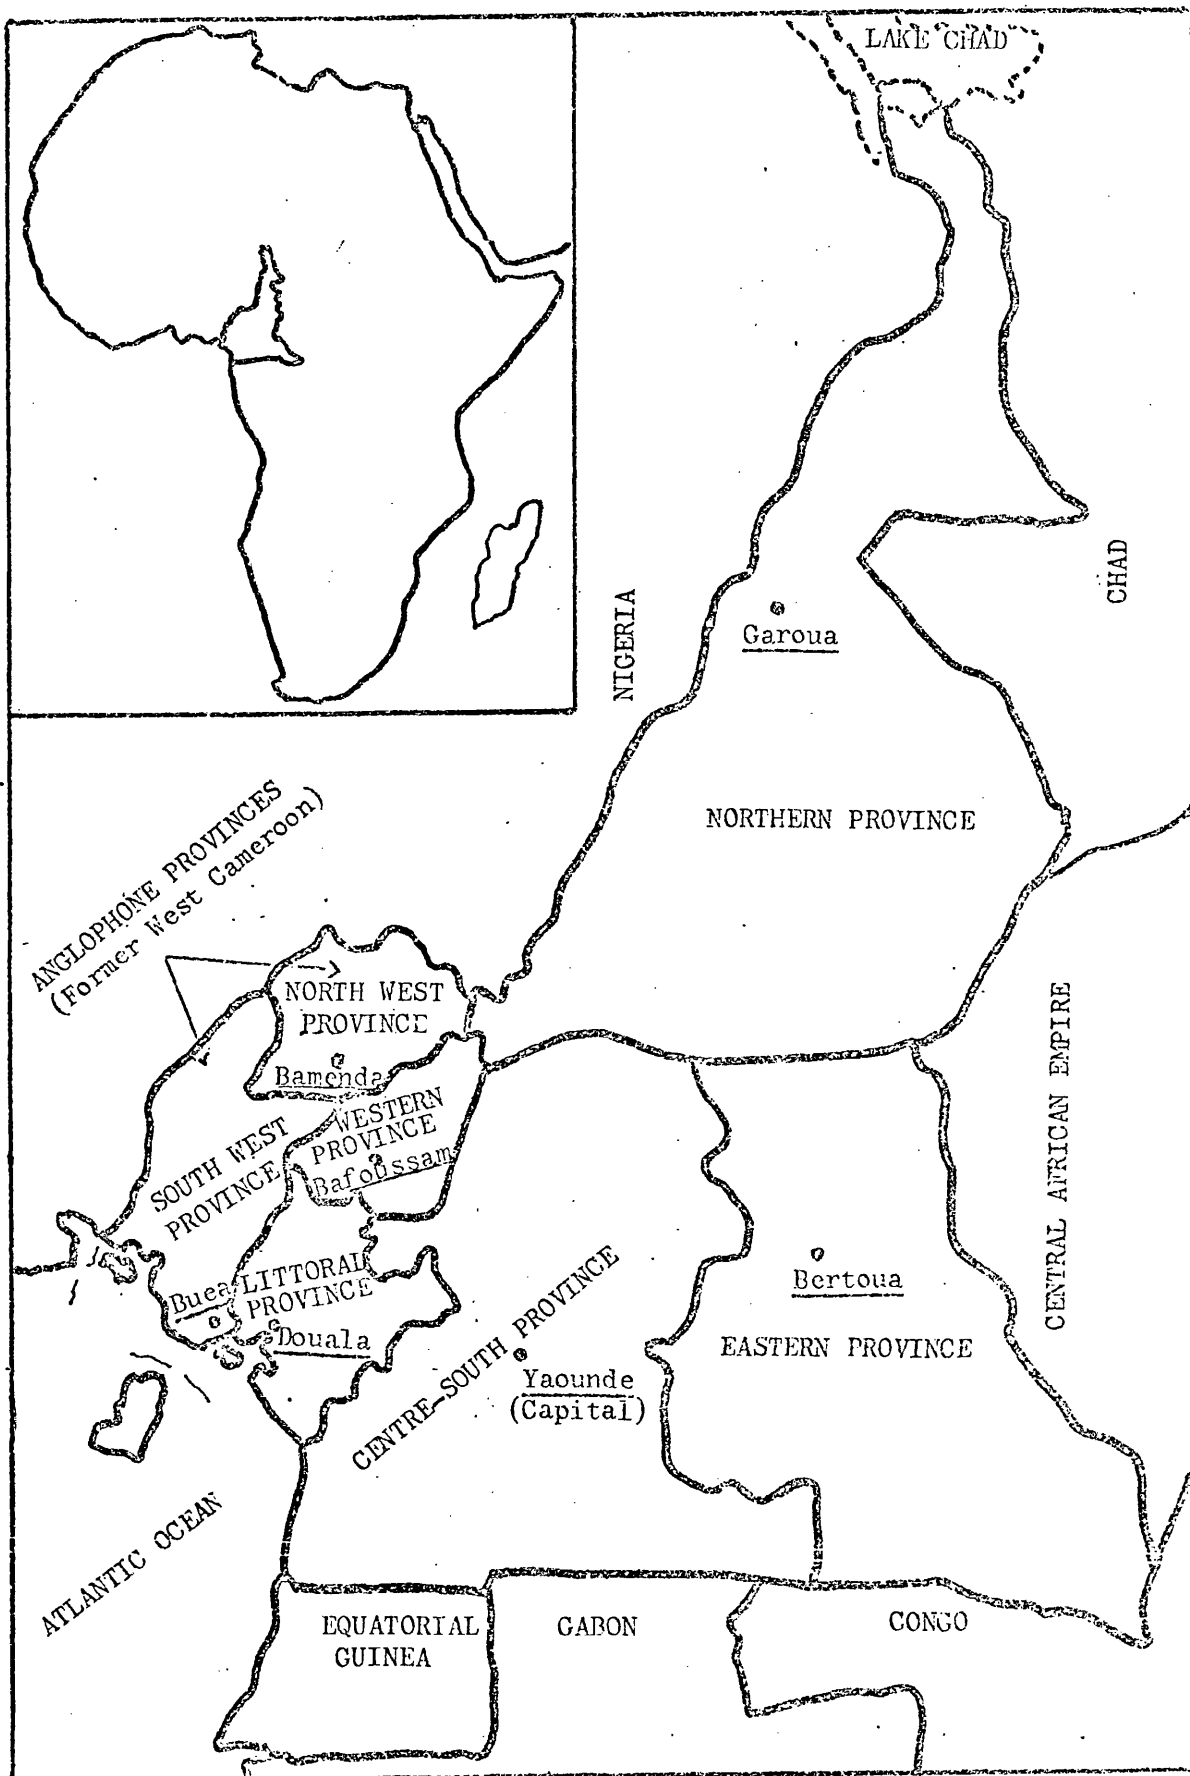 LAKE CHAD
CHAD
NIGERIA
Garoua
NORTHERN PROVINCE
ANGLOPHONE PROVINCES
(Former West Cameroon)
NORTH WEST
PROVINCE
Bamenda
WESTERN
PROVINCE
Bafoussam
SOUTH WEST
PROVINCE
CENTRAL AFRICAN EMPIRE
Buea
LITTORAL
PROVINCE
Douala
CENTRE-SOUTH PROVINCE
Yaounde
(Capital)
Bertoua
EASTERN PROVINCE
ATLANTIC OCEAN
EQUATORIAL
GUINEA
GABON
CONGO